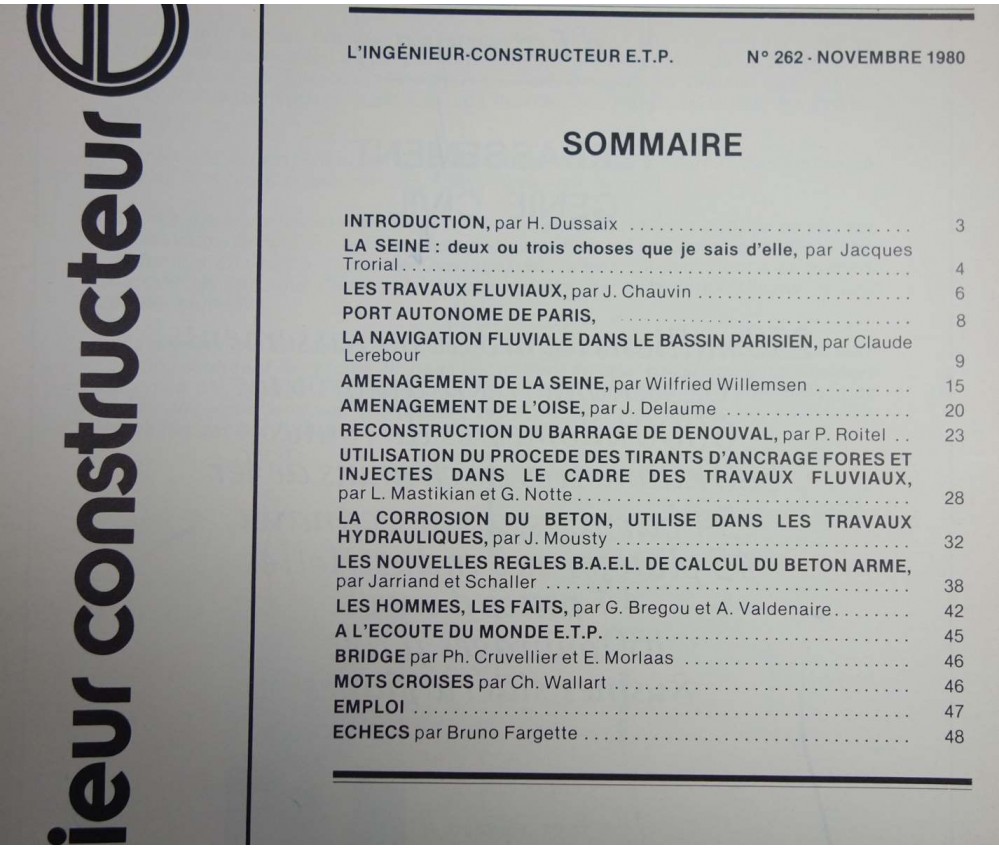 ieur constructeur
L'INGÉNIEUR-CONSTRUCTEUR E.T.P. N° 262 - NOVEMBRE 1980
SOMMAIRE
INTRODUCTION, par H. Dussaix .......... 3
LA SEINE : deux ou trois choses que je sais d'elle, par Jacques
Trorial .......... 4
LES TRAVAUX FLUVIAUX, par J. Chauvin .......... 6
PORT AUTONOME DE PARIS, .......... 8
LA NAVIGATION FLUVIALE DANS LE BASSIN PARISIEN, par Claude
Lerebour 9
AMENAGEMENT DE LA SEINE, par Wilfried Willemsen .......... 15
AMENAGEMENT DE L'OISE, par J. Delaume .......... 20
RECONSTRUCTION DU BARRAGE DE DENOUVAL, par P. Roitel .. 23
UTILISATION DU PROCEDE DES TIRANTS D'ANCRAGE FORES ET
INJECTES DANS LE CADRE DES TRAVAUX FLUVIAUX,
par L. Mastikian et G. Notte .......... 28
LA CORROSION DU BETON, UTILISE DANS LES TRAVAUX
HYDRAULIQUES, par J. Mousty .......... 32
LES NOUVELLES REGLES B.A.E.L. DE CALCUL DU BETON ARME,
par Jarriand et Schaller .......... 38
LES HOMMES, LES FAITS, par G. Bregou et A. Valdenaire ....... 42
A L'ECOUTE DU MONDE E.T.P. .......... 45
BRIDGE par Ph. Cruvellier et E. Morlaas .......... 46
MOTS CROISES par Ch. Wallart .......... 46
EMPLOI .......... 47
ECHECS par Bruno Fargette .......... 48